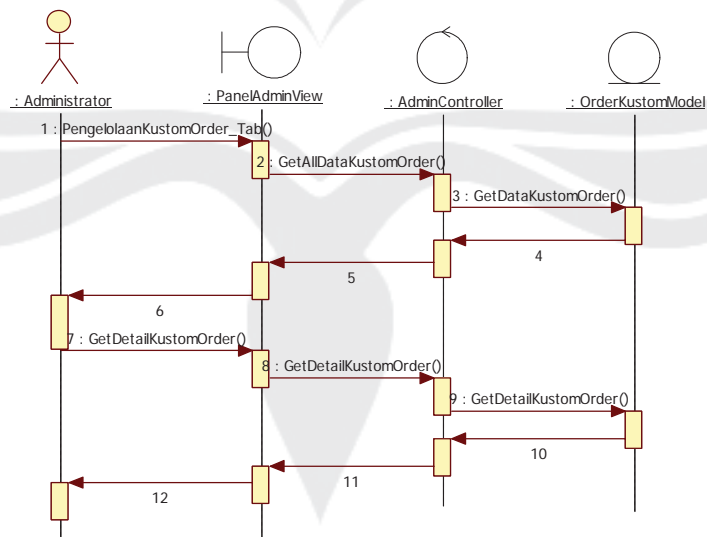 : Administrator
: PanelAdminView
: AdminController
: OrderKustomModel
1 : PengelolaanKustomOrder_Tab()
2 : GetAllDataKustomOrder()
3 : GetDataKustomOrder()
4
5
6
7 : GetDetailKustomOrder()
8 : GetDetailKustomOrder()
9 : GetDetailKustomOrder()
10
11
12